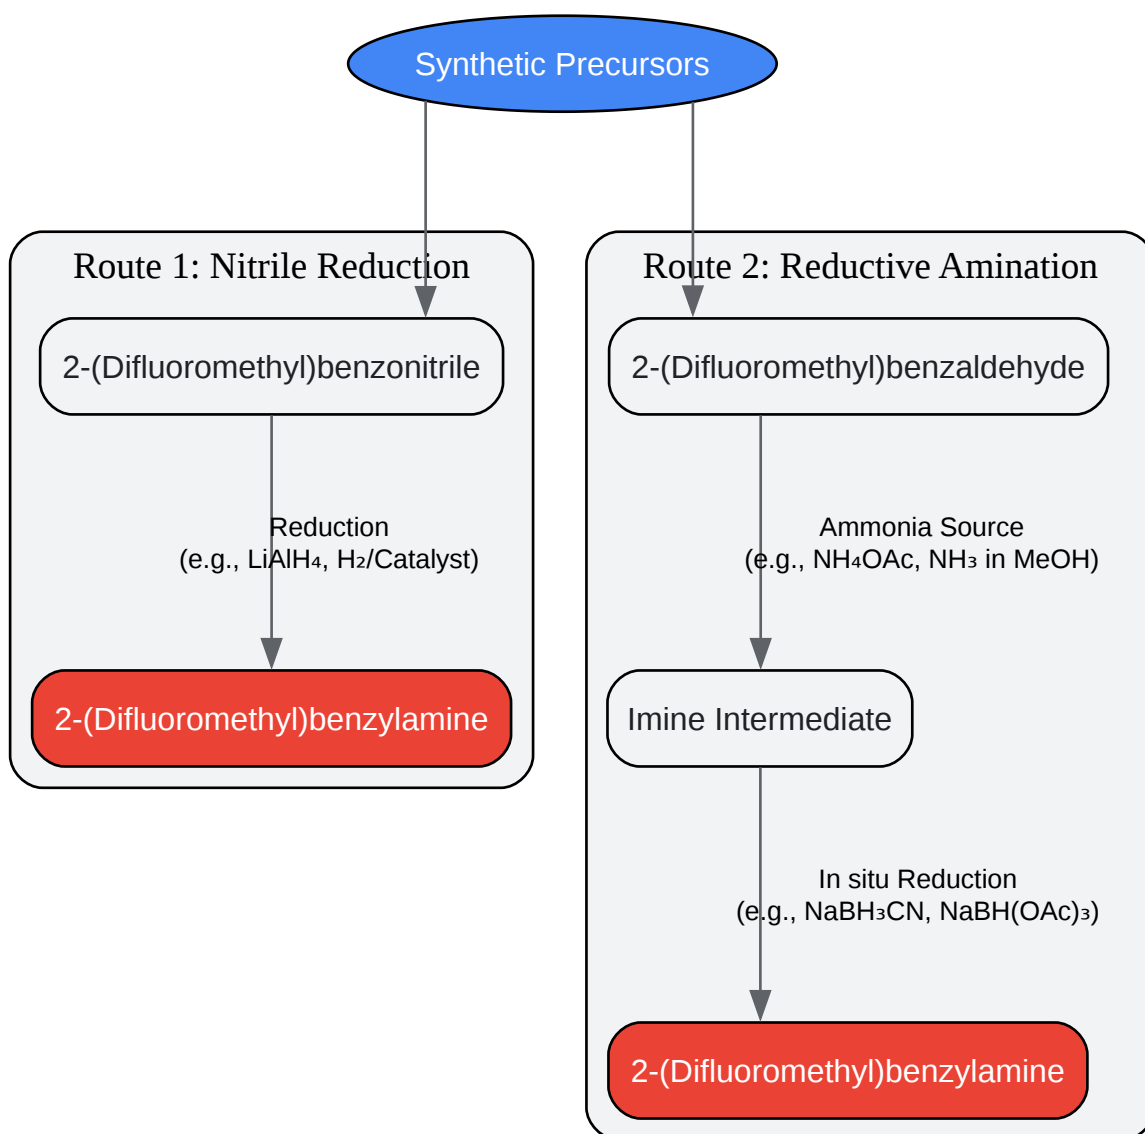 Synthetic Precursors
Route 1: Nitrile Reduction
2-(Difluoromethyl)benzonitrile
Reduction
(e.g., LiAlH₄, H₂/Catalyst)
2-(Difluoromethyl)benzylamine
Route 2: Reductive Amination
2-(Difluoromethyl)benzaldehyde
Ammonia Source
(e.g., NH₄OAc, NH₃ in MeOH)
Imine Intermediate
In situ Reduction
(e.g., NaBH₃CN, NaBH(OAc)₃)
2-(Difluoromethyl)benzylamine